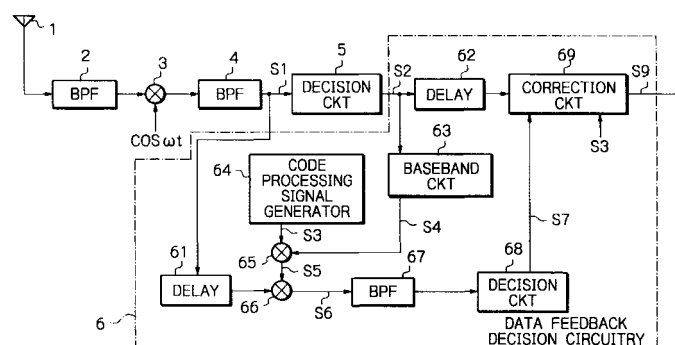 1
2
3
4
5
62
69
BPF
BPF
S1
DECISION
CKT
S2
DELAY
CORRECTION
CKT
S9
COS ωt
S3
63
BASEBAND
CKT
64
CODE
PROCESSING
SIGNAL
GENERATOR
S3
S4
S7
65
61
S5
67
68
DELAY
66
S6
BPF
DECISION
CKT
6
DATA FEEDBACK
DECISION CIRCUITRY